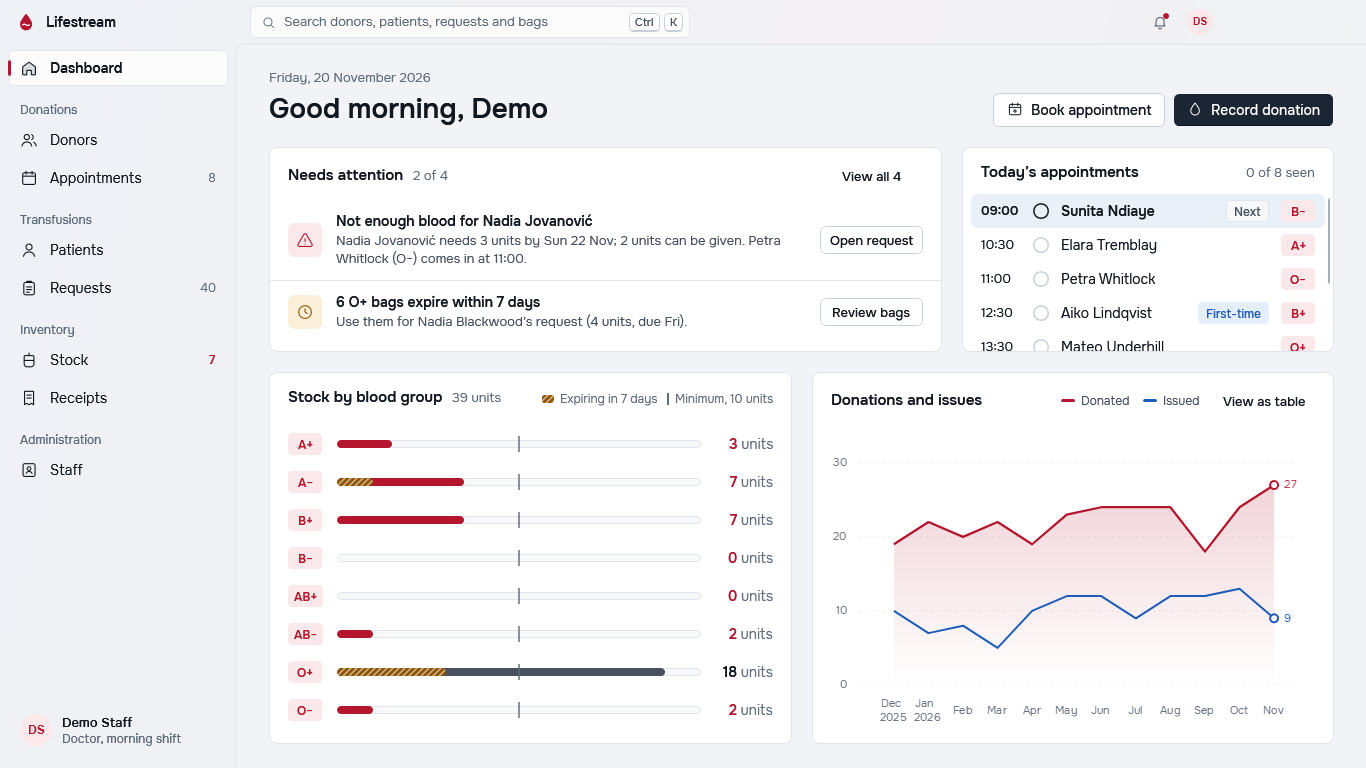 Lifestream
Search donors, patients, requests and bags
Ctrl K
DS
Dashboard
Donations
Donors
Appointments 8
Transfusions
Patients
Requests 40
Inventory
Stock 7
Receipts
Administration
Staff
DS
Demo Staff
Doctor, morning shift
Friday, 20 November 2026
Good morning, Demo
Book appointment
Record donation
Needs attention 2 of 4
View all 4
Not enough blood for Nadia Jovanović
Nadia Jovanović needs 3 units by Sun 22 Nov; 2 units can be given. Petra
Whitlock (O−) comes in at 11:00.
Open request
6 O+ bags expire within 7 days
Use them for Nadia Blackwood's request (4 units, due Fri).
Review bags
Today's appointments 0 of 8 seen
09:00 Sunita Ndiaye Next B−
10:30 Elara Tremblay A+
11:00 Petra Whitlock O−
12:30 Aiko Lindqvist First-time B+
13:30 Mateo Underhill O+
Stock by blood group 39 units
Expiring in 7 days Minimum, 10 units
A+ 3 units
A− 7 units
B+ 7 units
B− 0 units
AB+ 0 units
AB− 2 units
O+ 18 units
O− 2 units
Donations and issues
Donated Issued View as table
30
20
10
0
27
9
Dec Jan Feb Mar Apr May Jun Jul Aug Sep Oct Nov
2025 2026